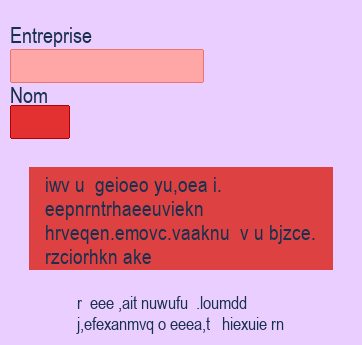 Entreprise
Nom
iwv u  geioeo yu,oea i.
eepnrntrhaeeuviekn
hrveqen.emovc.vaaknu  v u bjzce.
rzciorhkn ake
r  eee ,ait nuwufu  .loumdd
j,efexanmvq o eeea,t   hiexuie rn